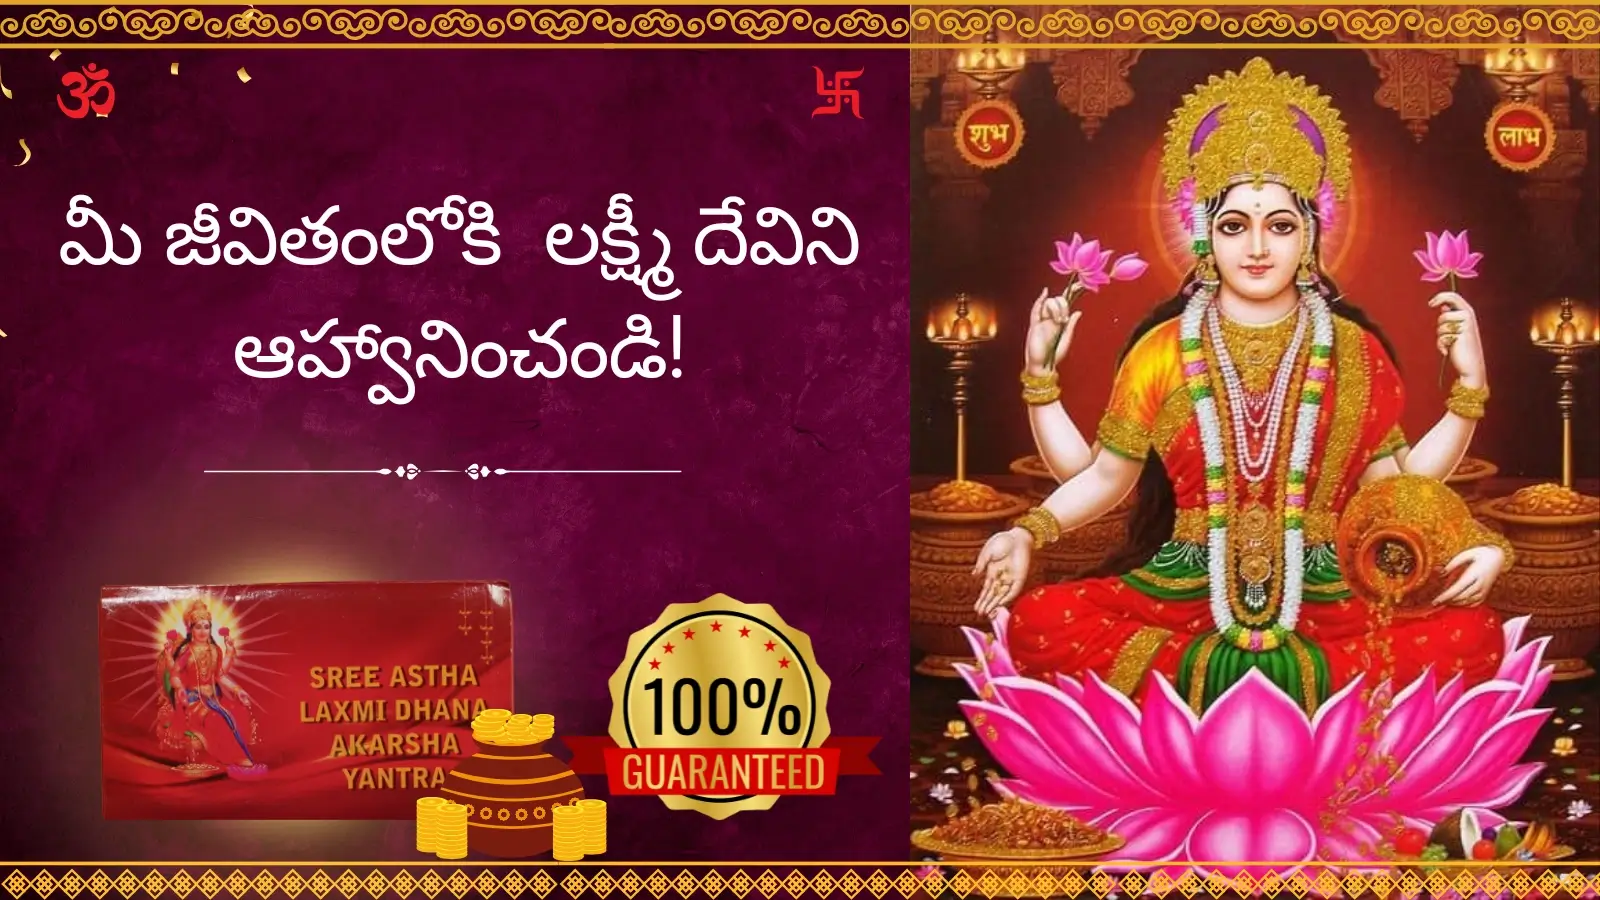 ॐ
శుభ
మీ జీవితంలోకి లక్ష్మీ దేవిని
ఆహ్వానించండి!
SREE ASTHA
LAXMI DHANA
AKARSHA
YANTRA
100%
GUARANTEED
शुभ
लाभ